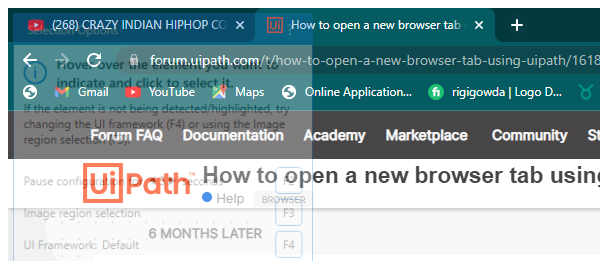 (268) CRAZY INDIAN HIPHOP CO
How to open a new browser tab
Selection Options
?
forum.uipath.com/t/how-to-open-a-new-browser-tab-using-uipath/1618
Hover over the element you want to
indicate and click to select it.
Gmail YouTube Maps Online Application... rigigowda | Logo D...
If the element is not being detected/highlighted, try
changing the UI framework (F4) or using the Image
region selection (F3).
Forum FAQ Documentation Academy Marketplace Community St
UiPath™
How to open a new browser tab using
Pause configuration for seconds F2
Help BROWSER
Image region selection F3
6 MONTHS LATER
UI Framework: Default F4